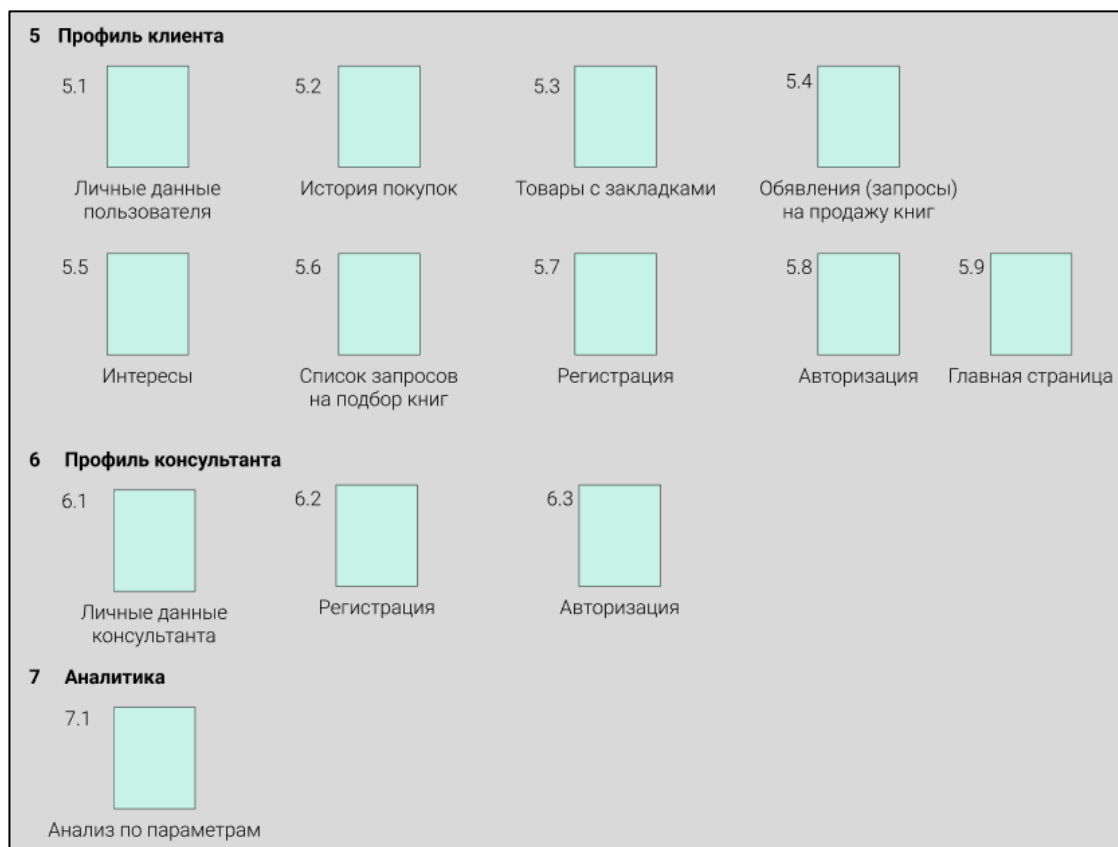 5 Профиль клиента
5.1
5.2
5.3
5.4
Личные данные
пользователя
История покупок
Товары с закладками
Обявления (запросы)
на продажу книг
5.5
5.6
5.7
5.8
5.9
Интересы
Список запросов
на подбор книг
Регистрация
Авторизация
Главная страница
6 Профиль консультанта
6.1
6.2
6.3
Личные данные
консультанта
Регистрация
Авторизация
7 Аналитика
7.1
Анализ по параметрам